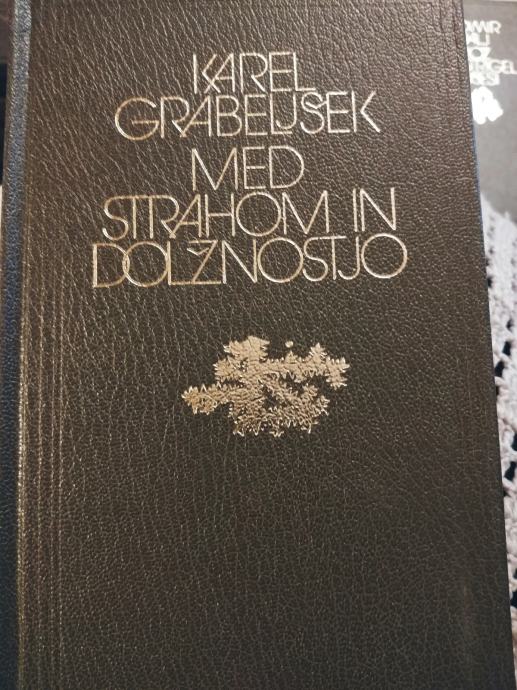 KAREL
GRABELJŠEK
MED
STRAHOM IN
DOLŽNOSTJO